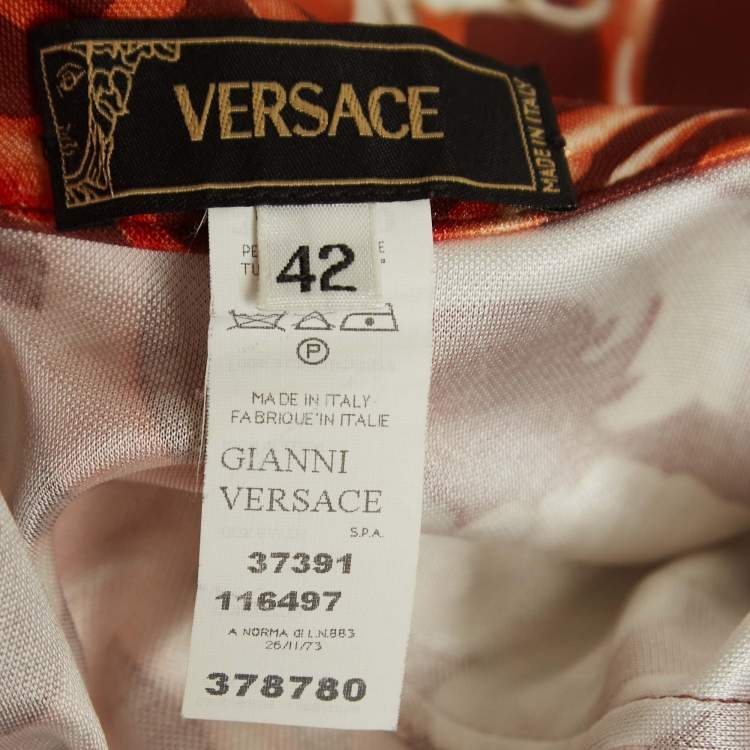 VERSACE
MADE IN ITALY
42
MADE IN ITALY
FABRIQUE' IN ITALIE
GIANNI
VERSACE
S.P.A.
37391
116497
A NORMA di L.N.883
26/11/73
378780
P